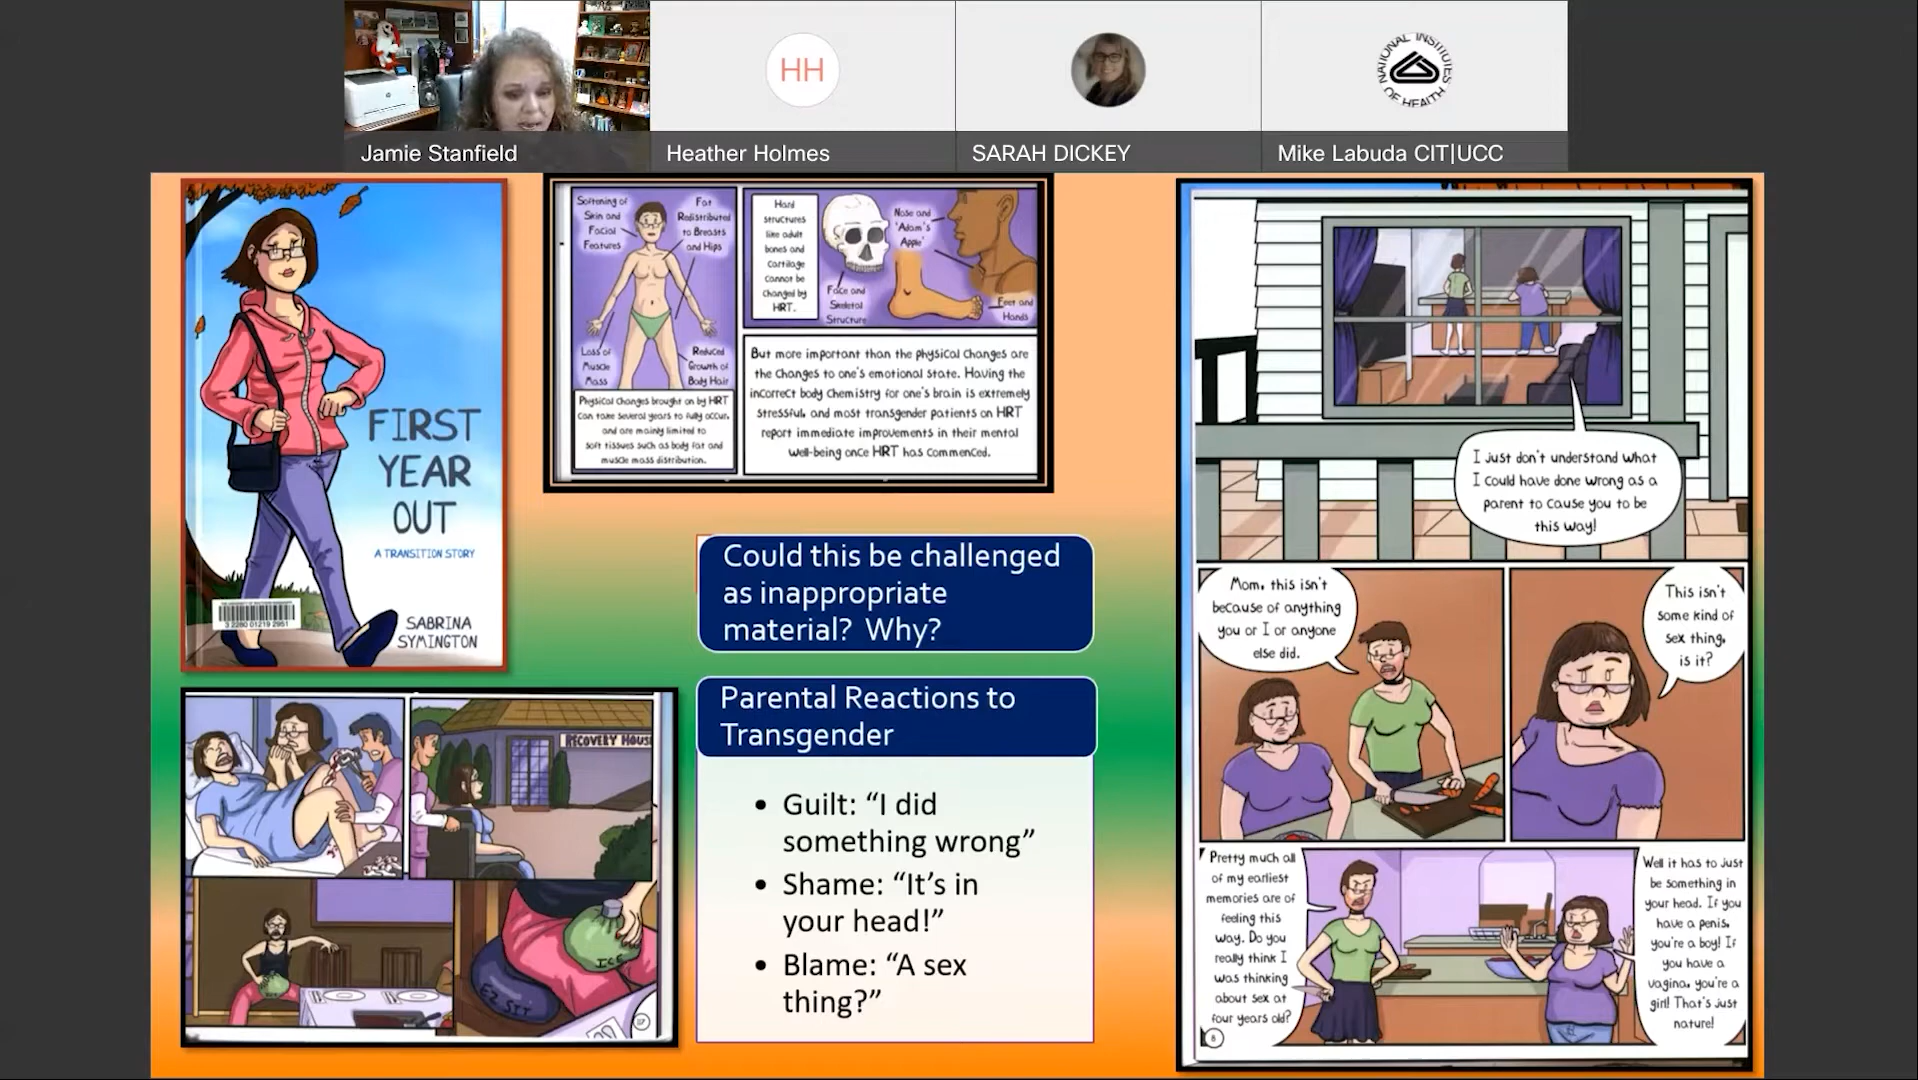 HH
NATIONAL INSTITUTES
OF HEALTH
Jamie Stanfield
Heather Holmes
SARAH DICKEY
Mike Labuda CIT|UCC
FIRST
YEAR
OUT
A TRANSITION STORY
SABRINA
SYMINGTON
3 2260 01219 2951
Softening of
Skin and
Facial
Features
Fat
Redistributed
to Breasts
and Hips
Loss of
Muscle
Mass
Reduced
Growth of
Body Hair
Physical Changes brought on by HRT
Can take several years to fully occur,
and are mainly limited to
soft tissues such as body fat and
muscle mass distribution.
Hard
structures
like adult
bones and
Cartilage
Cannot be
Changed by
HRT.
Nose and
'Adam's
Apple'
Face and
Skeletal
Structure
Feet and
Hands
But more important than the physical Changes are
the Changes to one's emotional state. Having the
incorrect body Chemistry for one's brain is extremely
stressful, and most transgender patients on HRT
report immediate improvements in their mental
well-being once HRT has commenced.
Could this be challenged
as inappropriate
material? Why?
Parental Reactions to
Transgender
• Guilt: “I did
something wrong”
• Shame: “It’s in
your head!”
• Blame: “A sex
thing?”
RECOVERY HOUS
ICE
EZ SIT
I just don't understand what
I Could have done wrong as a
parent to Cause you to be
this way!
Mom, this isn't
because of anything
you or I or anyone
else did.
This isn't
some kind of
sex thing,
is it?
Pretty much all
of my earliest
memories are of
feeling this
way. Do you
really think I
was thinking
about sex at
four years old?
Well it has to just
be something in
your head. If you
have a penis,
you're a boy! If
you have a
vagina, you're a
girl! That's just
nature!
8